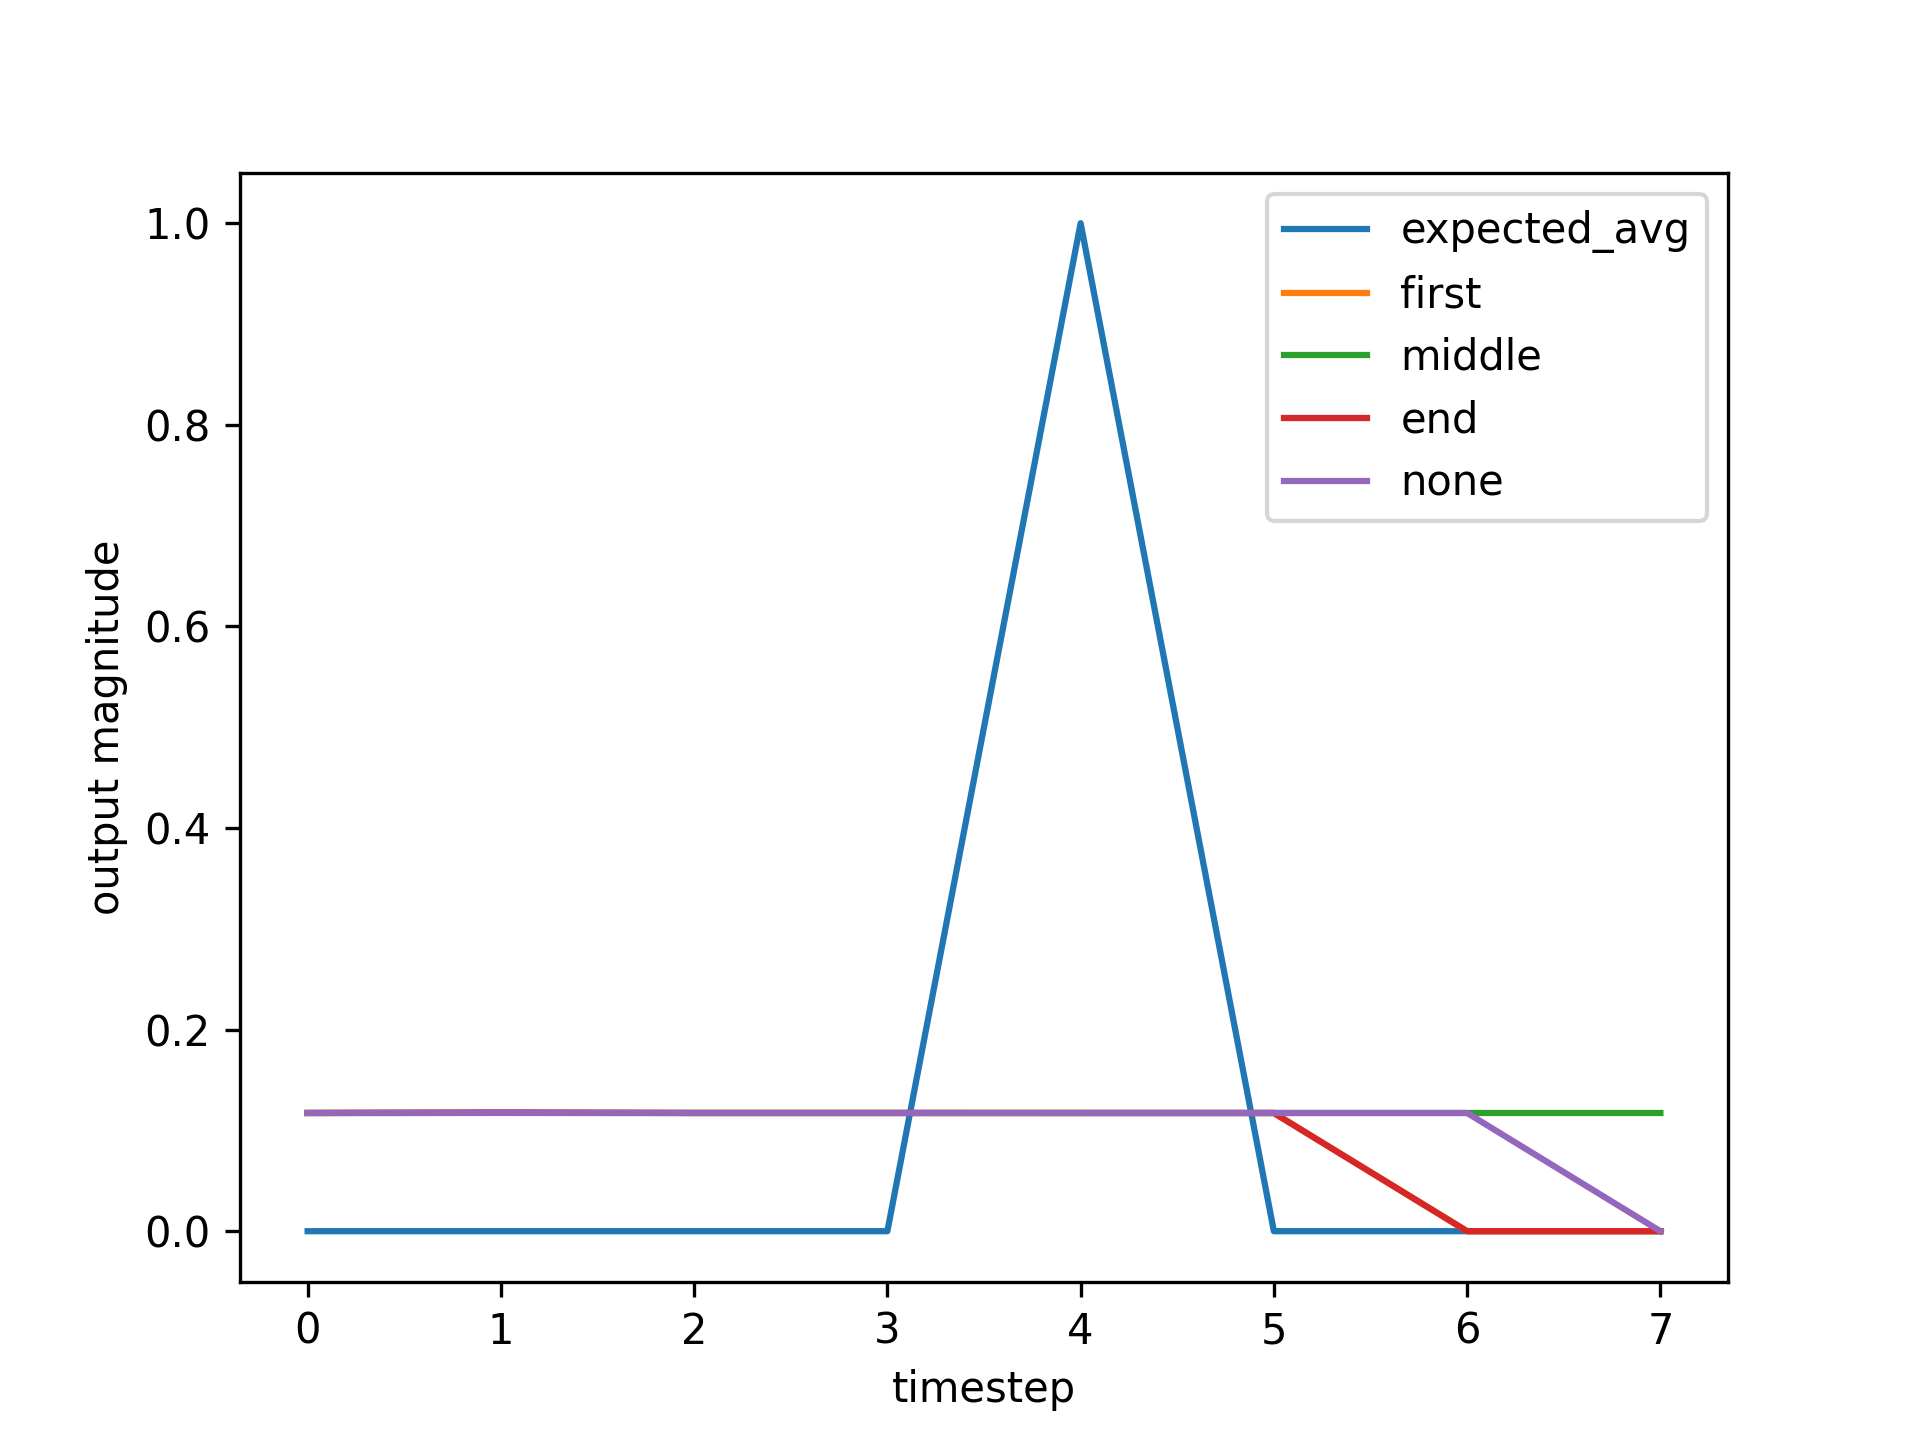 output magnitude
1.0
0.8
0.6
0.4
0.2
0.0
expected_avg
first
middle
end
none
0 1 2 3 4 5 6 7
timestep